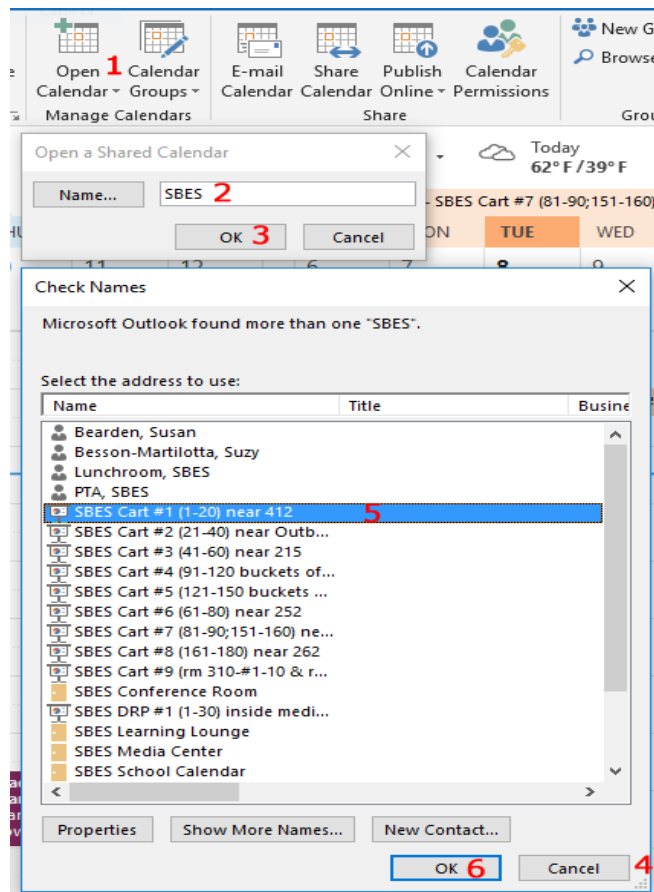 New G
Browse
Open 1 Calendar E-mail Share Publish Calendar
Calendar Groups Calendar Calendar Online Permissions
Manage Calendars Share Grou
Open a Shared Calendar
Today
62°F/39°F
Name... SBES 2
- SBES Cart #7 (81-90;151-160)
OK 3 Cancel
ON TUE WED
11 12 6 7 8 9
Check Names
Microsoft Outlook found more than one "SBES".
Select the address to use:
Name Title Busine
Bearden, Susan
Besson-Martilotta, Suzy
Lunchroom, SBES
PTA, SBES
SBES Cart #1 (1-20) near 412 5
SBES Cart #2 (21-40) near Outb...
SBES Cart #3 (41-60) near 215
SBES Cart #4 (91-120 buckets of...
SBES Cart #5 (121-150 buckets ...
SBES Cart #6 (61-80) near 252
SBES Cart #7 (81-90;151-160) ne...
SBES Cart #8 (161-180) near 262
SBES Cart #9 (rm 310-#1-10 & r...
SBES Conference Room
SBES DRP #1 (1-30) inside medi...
SBES Learning Lounge
SBES Media Center
SBES School Calendar
Properties Show More Names... New Contact...
OK 6 Cancel 4